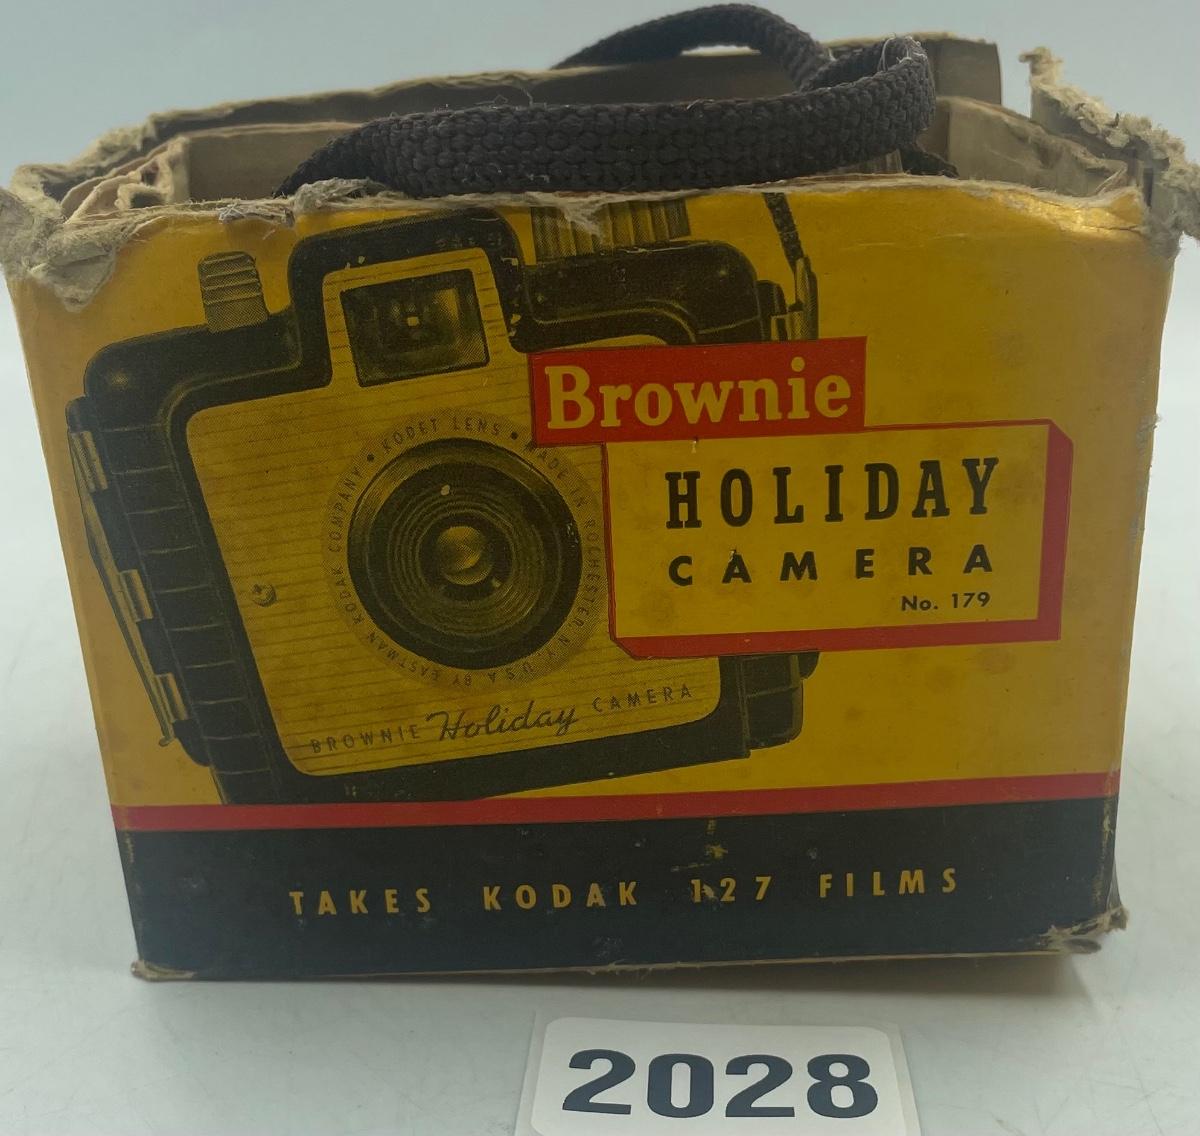 Brownie
HOLIDAY
CAMERA
No. 179
KODET LENS • MADE IN ROCHESTER, N.Y. U.S.A. BY EASTMAN KODAK COMPANY •
BROWNIE Holiday CAMERA
TAKES KODAK 127 FILMS
2028